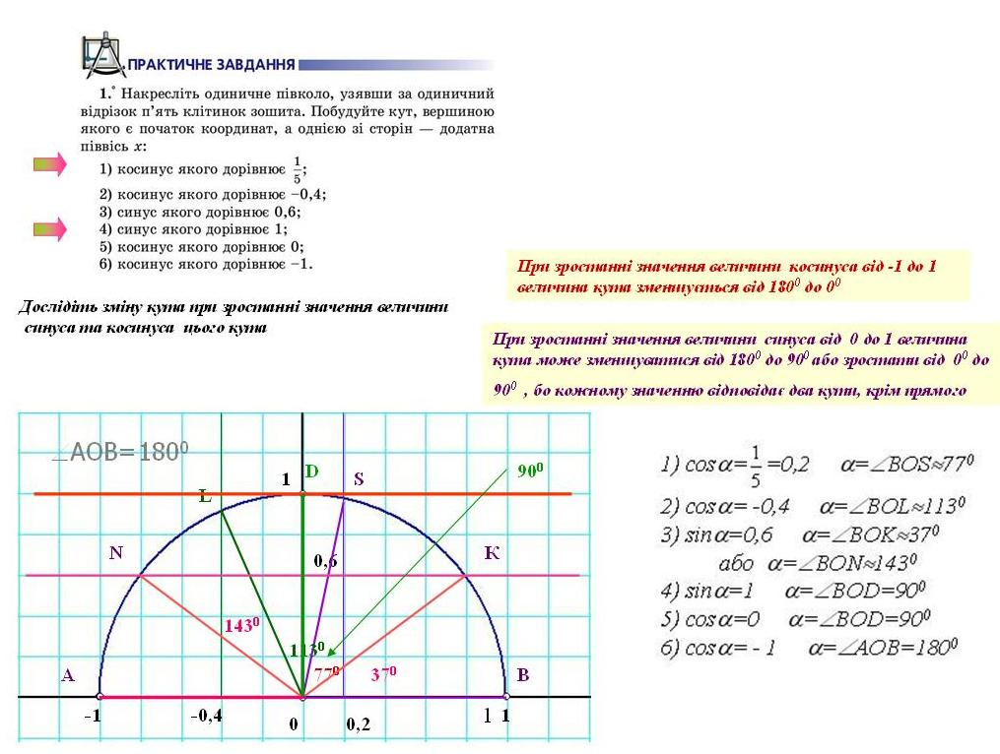 ПРАКТИЧНЕ ЗАВДАННЯ
1.° Накресліть одиничне півколо, узявши за одиничний
відрізок п’ять клітинок зошита. Побудуйте кут, вершиною
якого є початок координат, а однією зі сторін — додатна
піввісь x:
1) косинус якого дорівнює 1/5;
2) косинус якого дорівнює −0,4;
3) синус якого дорівнює 0,6;
4) синус якого дорівнює 1;
5) косинус якого дорівнює 0;
6) косинус якого дорівнює −1.
При зростанні значення величини косинуса від -1 до 1
величина кута зменшується від 180⁰ до 0⁰
Дослідіть зміну кута при зростанні значення величини
синуса та косинуса цього кута
При зростанні значення величини синуса від 0 до 1 величина
кута може зменшуватися від 180⁰ до 90⁰ або зростати від 0⁰ до
90⁰ , бо кожному значенню відповідає два кути, крім прямого
∠AOB=180⁰
D
90⁰
1
S
L
N
K
0,6
143⁰
113⁰
77⁰
37⁰
A
B
-1
-0,4
0
0,2
1
1) cosα=1/5=0,2 α=∠BOS≈77⁰
2) cosα= -0,4 α=∠BOL≈113⁰
3) sinα=0,6 α=∠BOK≈37⁰
або α=∠BON≈143⁰
4) sinα=1 α=∠BOD=90⁰
5) cosα=0 α=∠BOD=90⁰
6) cosα= - 1 α=∠AOB=180⁰